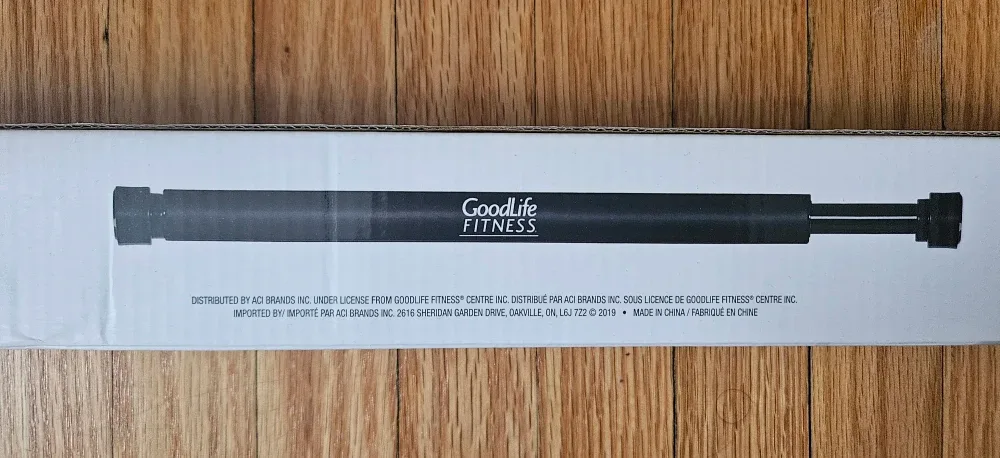 GoodLife
FITNESS
DISTRIBUTED BY ACI BRANDS INC. UNDER LICENSE FROM GOODLIFE FITNESS® CENTRE INC. DISTRIBUÉ PAR ACI BRANDS INC. SOUS LICENCE DE GOODLIFE FITNESS® CENTRE INC.
IMPORTED BY/ IMPORTÉ PAR ACI BRANDS INC. 2616 SHERIDAN GARDEN DRIVE, OAKVILLE, ON, L6J 7Z2 © 2019 • MADE IN CHINA / FABRIQUÉ EN CHINE